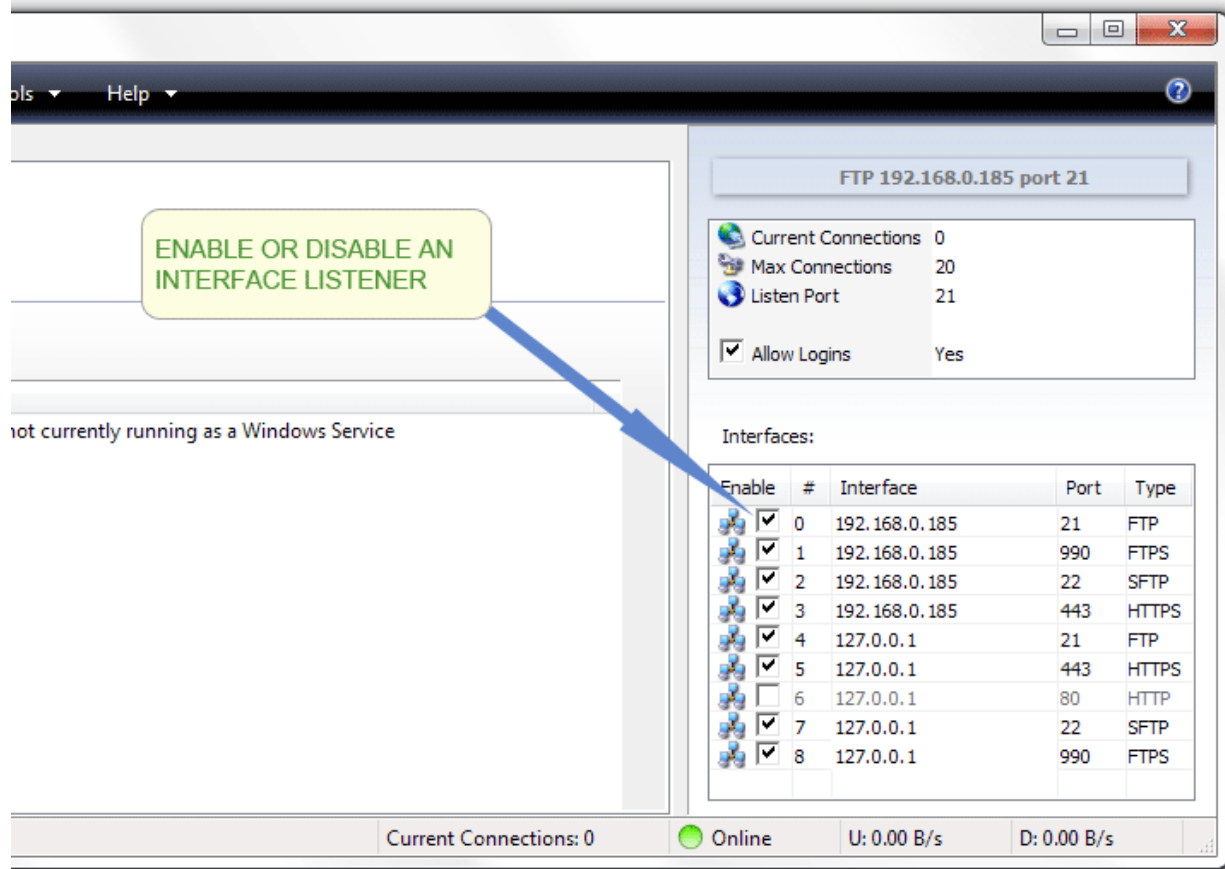 Help
FTP 192.168.0.185 port 21
ENABLE OR DISABLE AN
INTERFACE LISTENER
Current Connections 0
Max Connections 20
Listen Port 21
Allow Logins Yes
not currently running as a Windows Service
Interfaces:
Enable # Interface Port Type
0 192.168.0.185 21 FTP
1 192.168.0.185 990 FTPS
2 192.168.0.185 22 SFTP
3 192.168.0.185 443 HTTPS
4 127.0.0.1 21 FTP
5 127.0.0.1 443 HTTPS
6 127.0.0.1 80 HTTP
7 127.0.0.1 22 SFTP
8 127.0.0.1 990 FTPS
Current Connections: 0 Online U: 0.00 B/s D: 0.00 B/s